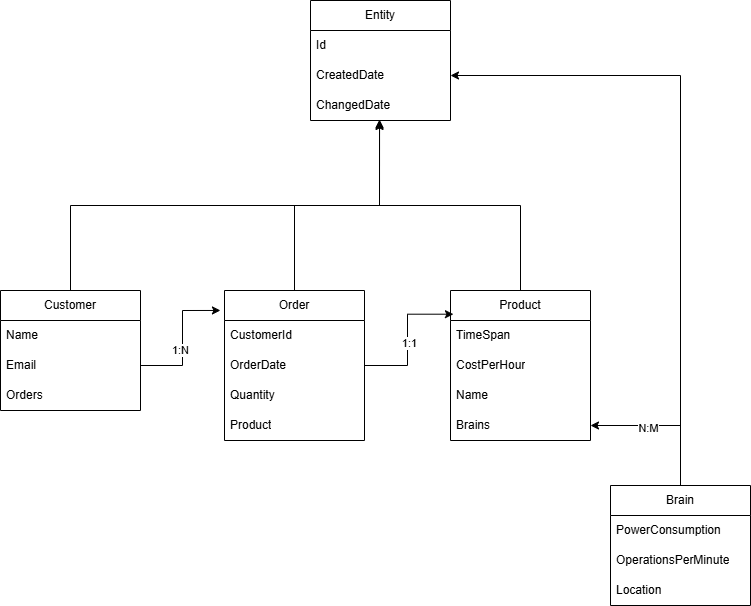 Entity
Id
CreatedDate
ChangedDate
Customer
Name
Email
Orders
1:N
Order
CustomerId
OrderDate
Quantity
Product
1:1
Product
TimeSpan
CostPerHour
Name
Brains
N:M
Brain
PowerConsumption
OperationsPerMinute
Location